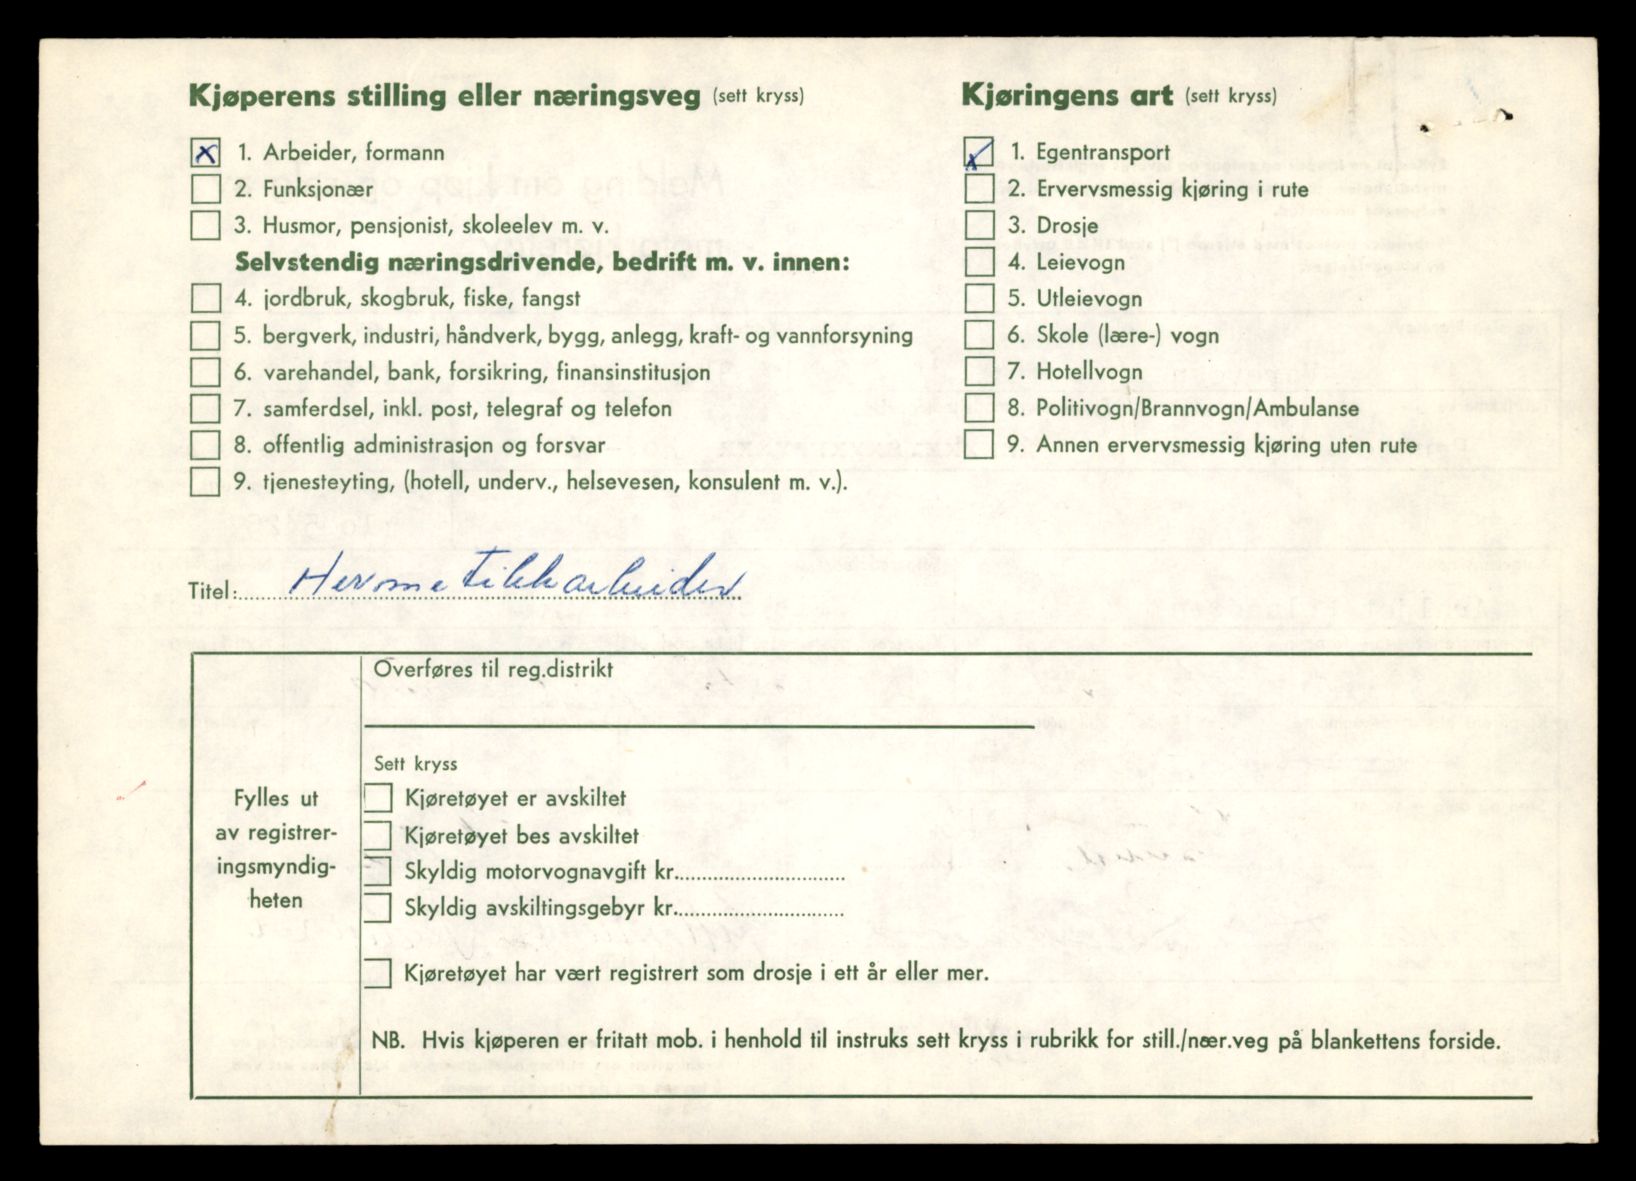 Kjøperens stilling eller næringsveg (sett kryss)
x 1. Arbeider, formann
2. Funksjonær
3. Husmor, pensjonist, skoleelev m. v.
Selvstendig næringsdrivende, bedrift m. v. innen:
4. jordbruk, skogbruk, fiske, fangst
5. bergverk, industri, håndverk, bygg, anlegg, kraft- og vannforsyning
6. varehandel, bank, forsikring, finansinstitusjon
7. samferdsel, inkl. post, telegraf og telefon
8. offentlig administrasjon og forsvar
9. tjenesteyting, (hotell, underv., helsevesen, konsulent m. v.).
Kjøringens art (sett kryss)
x 1. Egentransport
2. Ervervsmessig kjøring i rute
3. Drosje
4. Leievogn
5. Utleievogn
6. Skole (lære-) vogn
7. Hotellvogn
8. Politivogn/Brannvogn/Ambulanse
9. Annen ervervsmessig kjøring uten rute
Titel: Hermetikkarbeider
Overføres til reg.distrikt
Fylles ut
av registrer-
ingsmyndig-
heten
Sett kryss
Kjøretøyet er avskiltet
Kjøretøyet bes avskiltet
Skyldig motorvognavgift kr.
Skyldig avskiltingsgebyr kr.
Kjøretøyet har vært registrert som drosje i ett år eller mer.
NB. Hvis kjøperen er fritatt mob. i henhold til instruks sett kryss i rubrikk for still./nær.veg på blankettens forside.